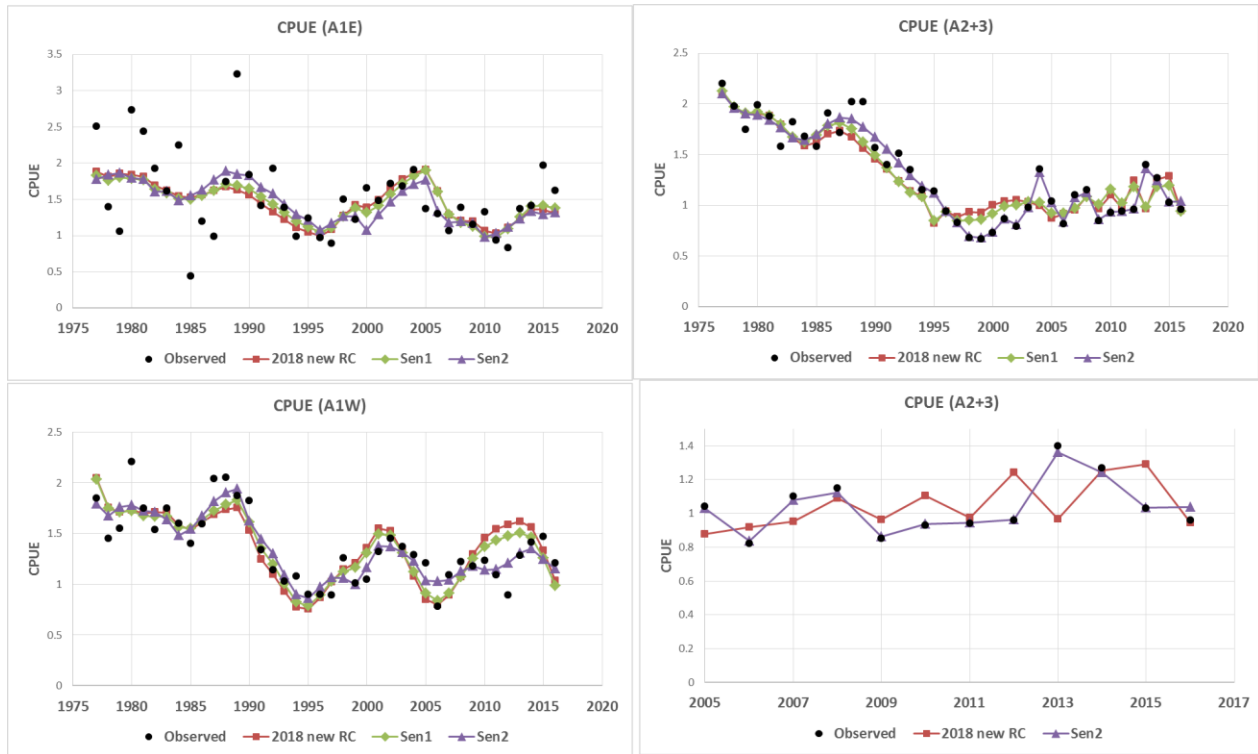 CPUE (A1E)
3.5
3
2.5
2
1.5
1
0.5
0
CPUE
1975 1980 1985 1990 1995 2000 2005 2010 2015 2020
Observed 2018 new RC Sen1 Sen2
CPUE (A2+3)
2.5
2
1.5
1
0.5
0
CPUE
1975 1980 1985 1990 1995 2000 2005 2010 2015 2020
Observed 2018 new RC Sen1 Sen2
CPUE (A1W)
2.5
2
1.5
1
0.5
0
CPUE
1975 1980 1985 1990 1995 2000 2005 2010 2015 2020
Observed 2018 new RC Sen1 Sen2
CPUE (A2+3)
1.4
1.2
1
0.8
0.6
0.4
0.2
0
CPUE
2005 2007 2009 2011 2013 2015 2017
Observed 2018 new RC Sen2